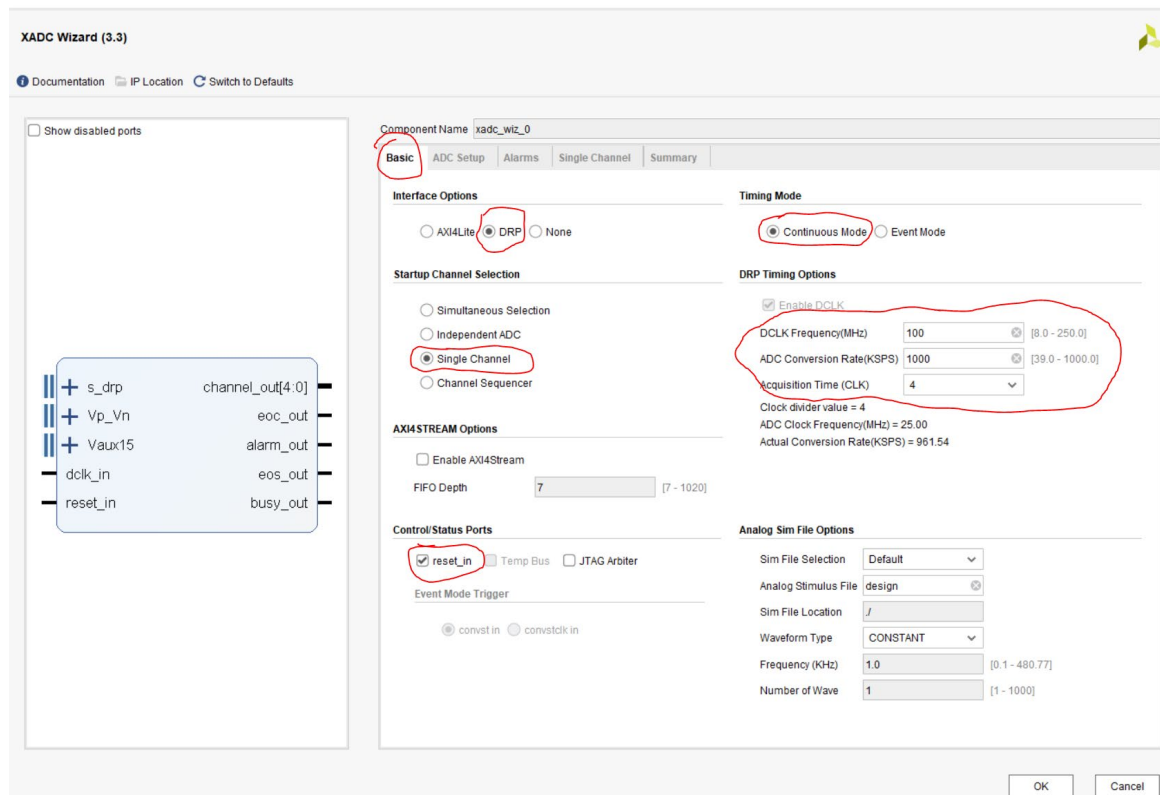 XADC Wizard (3.3)
Documentation IP Location Switch to Defaults
Show disabled ports
s_drp
Vp_Vn
Vaux15
dclk_in
reset_in
channel_out[4:0]
eoc_out
alarm_out
eos_out
busy_out
Component Name xadc_wiz_0
Basic ADC Setup Alarms Single Channel Summary
Interface Options
AXI4Lite DRP None
Startup Channel Selection
Simultaneous Selection
Independent ADC
Single Channel
Channel Sequencer
AXI4STREAM Options
Enable AXI4Stream
FIFO Depth 7 [7 - 1020]
Control/Status Ports
reset_in Temp Bus JTAG Arbiter
Event Mode Trigger
convst in convstclk in
Timing Mode
Continuous Mode Event Mode
DRP Timing Options
Enable DCLK
DCLK Frequency(MHz) 100 [8.0 - 250.0]
ADC Conversion Rate(KSPS) 1000 [39.0 - 1000.0]
Acquisition Time (CLK) 4
Clock divider value = 4
ADC Clock Frequency(MHz) = 25.00
Actual Conversion Rate(KSPS) = 961.54
Analog Sim File Options
Sim File Selection Default
Analog Stimulus File design
Sim File Location ./
Waveform Type CONSTANT
Frequency (KHz) 1.0 [0.1 - 480.77]
Number of Wave 1 [1 - 1000]
OK Cancel